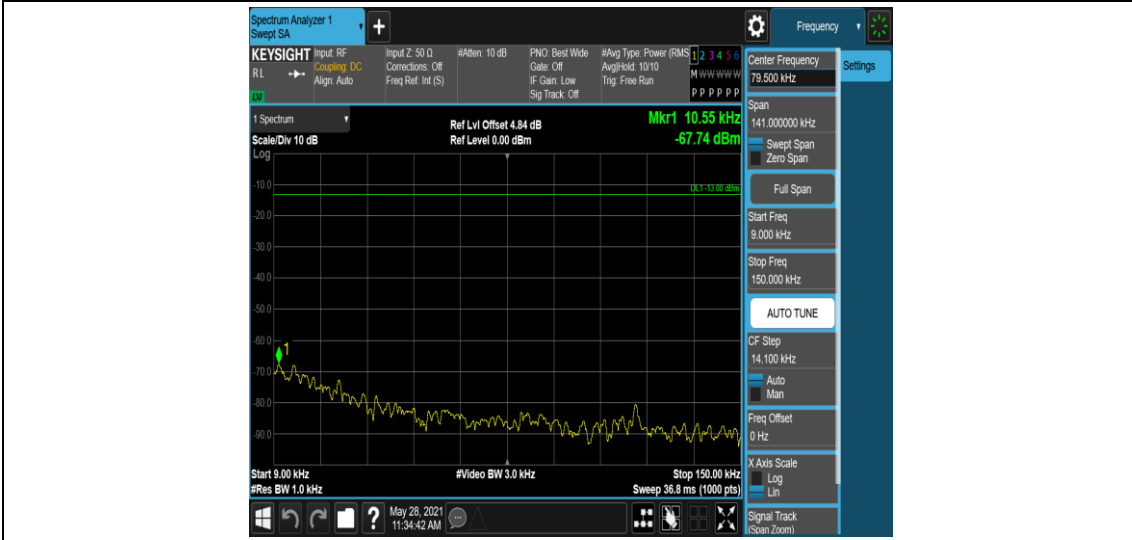 Spectrum Analyzer 1
Swept SA
+
Frequency
KEYSIGHT
RL
LW
Input: RF
Coupling: DC
Align: Auto
Input Z: 50 Ω
Corrections: Off
Freq Ref: Int (S)
#Atten: 10 dB
PNO: Best Wide
Gate: Off
IF Gain: Low
Sig Track: Off
#Avg Type: Power (RMS
Avg|Hold: 10/10
Trig: Free Run
1 2 3 4 5 6
M W W W W W
P P P P P P
1 Spectrum
Scale/Div 10 dB
Log
Ref Lvl Offset 4.84 dB
Ref Level 0.00 dBm
Mkr1 10.55 kHz
-67.74 dBm
DL1 -13.00 dBm
-10.0
-20.0
-30.0
-40.0
-50.0
-60.0
1
-70.0
-80.0
-90.0
Start 9.00 kHz
#Res BW 1.0 kHz
#Video BW 3.0 kHz
Stop 150.00 kHz
Sweep 36.8 ms (1000 pts)
?
May 28, 2021
11:34:42 AM
Center Frequency
79.500 kHz
Settings
Span
141.000000 kHz
Swept Span
Zero Span
Full Span
Start Freq
9.000 kHz
Stop Freq
150.000 kHz
AUTO TUNE
CF Step
14.100 kHz
Auto
Man
Freq Offset
0 Hz
X Axis Scale
Log
Lin
Signal Track
(Span Zoom)